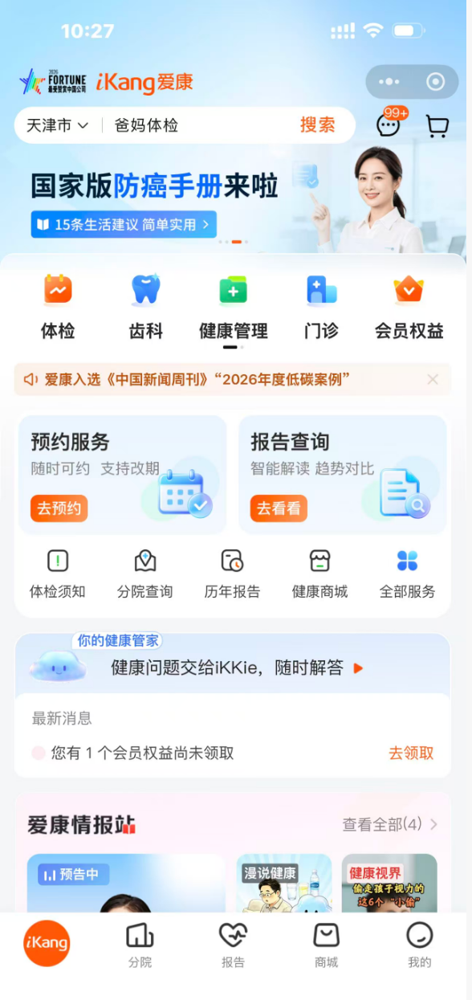 10:27
2026
FORTUNE
最受赞赏中国公司
iKang爱康
天津市
爸妈体检
搜索
99+
国家版防癌手册来啦
15条生活建议 简单实用
体检
齿科
健康管理
门诊
会员权益
爱康入选《中国新闻周刊》“2026年度低碳案例”
预约服务
随时可约 支持改期
去预约
报告查询
智能解读 趋势对比
去看看
体检须知
分院查询
历年报告
健康商城
全部服务
你的健康管家
健康问题交给iKKie，随时解答
最新消息
您有 1 个会员权益尚未领取
去领取
爱康情报站
查看全部(4)
预告中
漫说健康
健康视界
偷走孩子视力的
这6个“小偷”
iKang
分院
报告
商城
我的